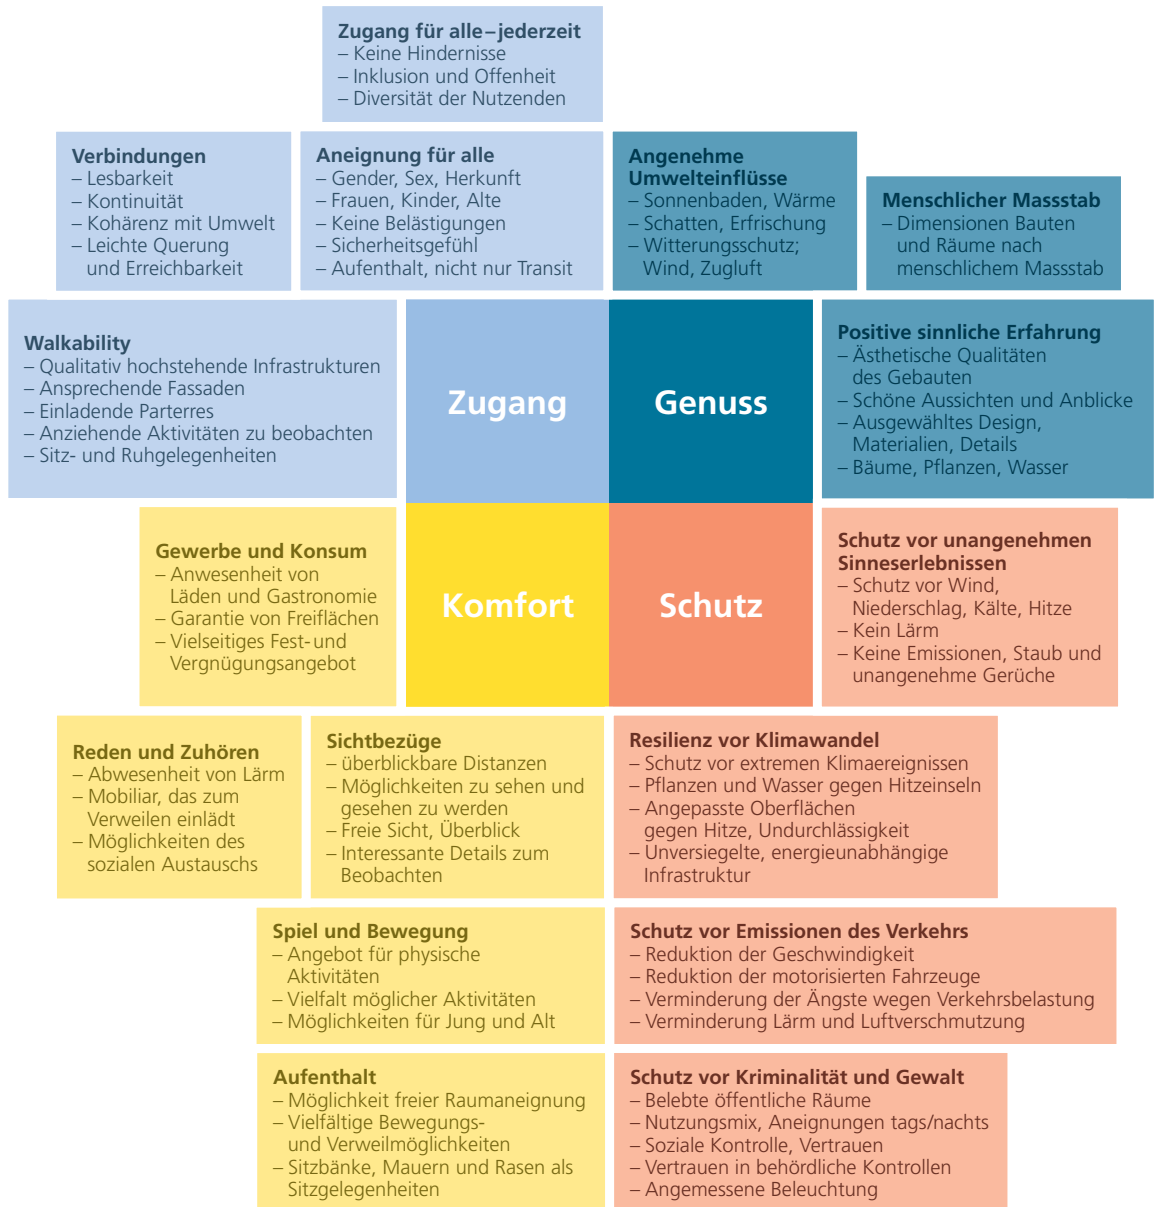 Zugang für alle – jederzeit
– Keine Hindernisse
– Inklusion und Offenheit
– Diversität der Nutzenden
Verbindungen
– Lesbarkeit
– Kontinuität
– Kohärenz mit Umwelt
– Leichte Querung
und Erreichbarkeit
Aneignung für alle
– Gender, Sex, Herkunft
– Frauen, Kinder, Alte
– Keine Belästigungen
– Sicherheitsgefühl
– Aufenthalt, nicht nur Transit
Angenehme
Umwelteinflüsse
– Sonnenbaden, Wärme
– Schatten, Erfrischung
– Witterungsschutz;
Wind, Zugluft
Menschlicher Massstab
– Dimensionen Bauten
und Räume nach
menschlichem Massstab
Walkability
– Qualitativ hochstehende Infrastrukturen
– Ansprechende Fassaden
– Einladende Parterres
– Anziehende Aktivitäten zu beobachten
– Sitz- und Ruhgelegenheiten
Zugang
Genuss
Positive sinnliche Erfahrung
– Ästhetische Qualitäten
des Gebauten
– Schöne Aussichten und Anblicke
– Ausgewähltes Design,
Materialien, Details
– Bäume, Pflanzen, Wasser
Gewerbe und Konsum
– Anwesenheit von
Läden und Gastronomie
– Garantie von Freiflächen
– Vielseitiges Fest- und
Vergnügungsangebot
Komfort
Schutz
Schutz vor unangenehmen
Sinneserlebnissen
– Schutz vor Wind,
Niederschlag, Kälte, Hitze
– Kein Lärm
– Keine Emissionen, Staub und
unangenehme Gerüche
Reden und Zuhören
– Abwesenheit von Lärm
– Mobiliar, das zum
Verweilen einlädt
– Möglichkeiten des
sozialen Austauschs
Sichtbezüge
– überblickbare Distanzen
– Möglichkeiten zu sehen und
gesehen zu werden
– Freie Sicht, Überblick
– Interessante Details zum
Beobachten
Resilienz vor Klimawandel
– Schutz vor extremen Klimaereignissen
– Pflanzen und Wasser gegen Hitzeinseln
– Angepasste Oberflächen
gegen Hitze, Undurchlässigkeit
– Unversiegelte, energieunabhängige
Infrastruktur
Spiel und Bewegung
– Angebot für physische
Aktivitäten
– Vielfalt möglicher Aktivitäten
– Möglichkeiten für Jung und Alt
Schutz vor Emissionen des Verkehrs
– Reduktion der Geschwindigkeit
– Reduktion der motorisierten Fahrzeuge
– Verminderung der Ängste wegen Verkehrsbelastung
– Verminderung Lärm und Luftverschmutzung
Aufenthalt
– Möglichkeit freier Raumaneignung
– Vielfältige Bewegungs-
und Verweilmöglichkeiten
– Sitzbänke, Mauern und Rasen als
Sitzgelegenheiten
Schutz vor Kriminalität und Gewalt
– Belebte öffentliche Räume
– Nutzungsmix, Aneignungen tags/nachts
– Soziale Kontrolle, Vertrauen
– Vertrauen in behördliche Kontrollen
– Angemessene Beleuchtung